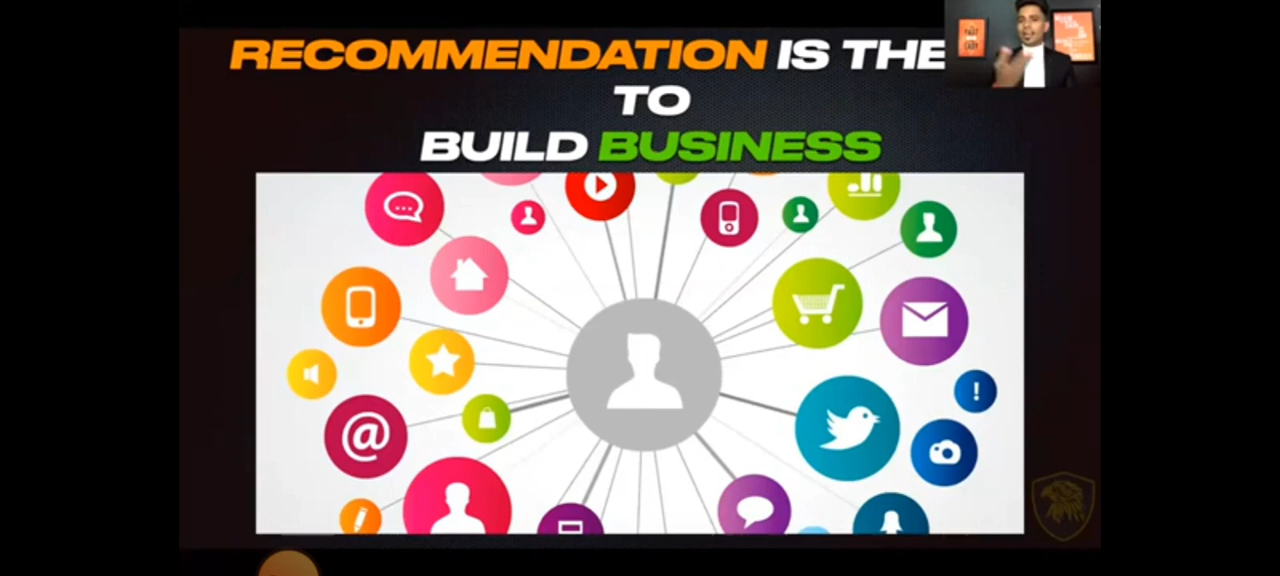 RECOMMENDATION IS THE
TO
BUILD BUSINESS
@
!